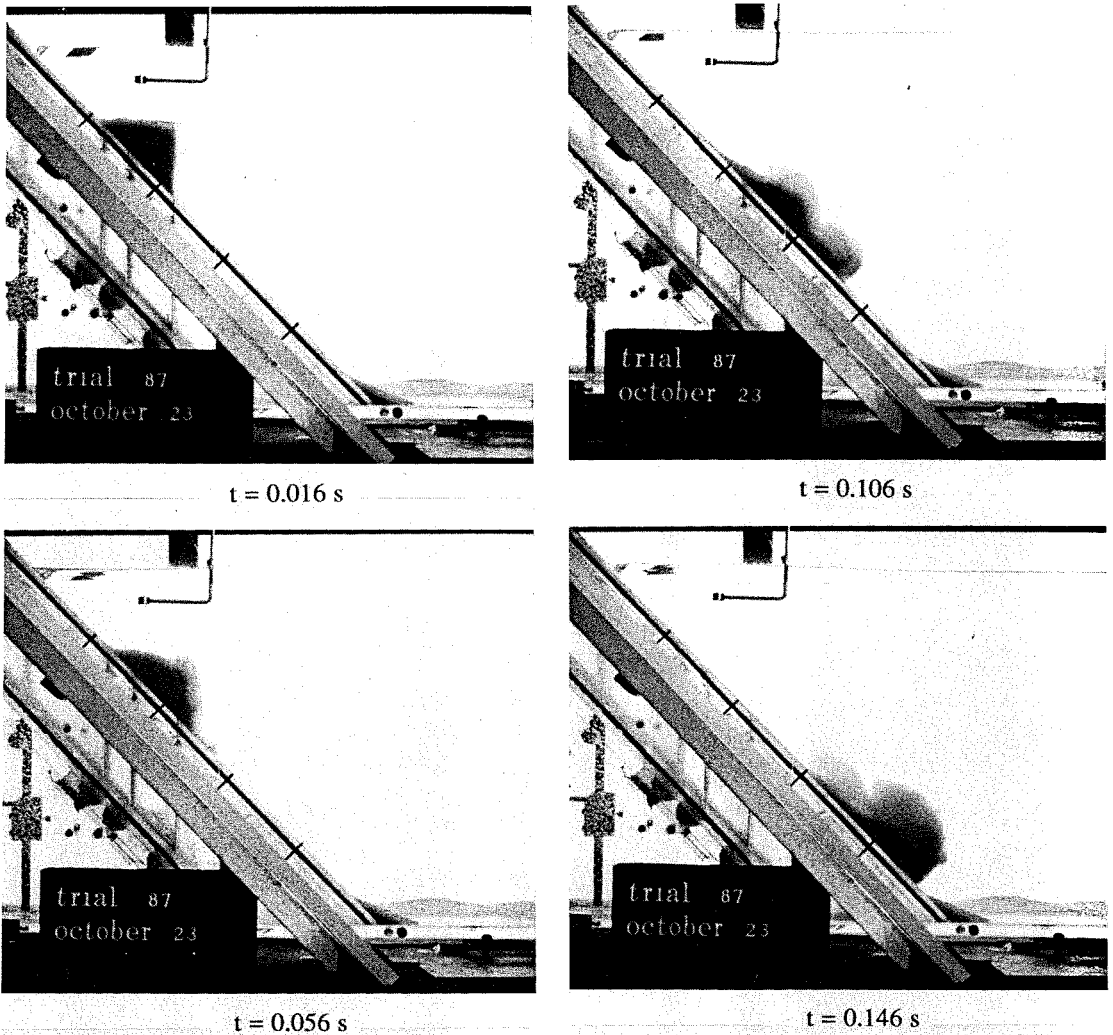 trial 87
october 23
t = 0.016 s
trial 87
october 23
t = 0.106 s
trial 87
october 23
t = 0.056 s
trial 87
october 23
t = 0.146 s